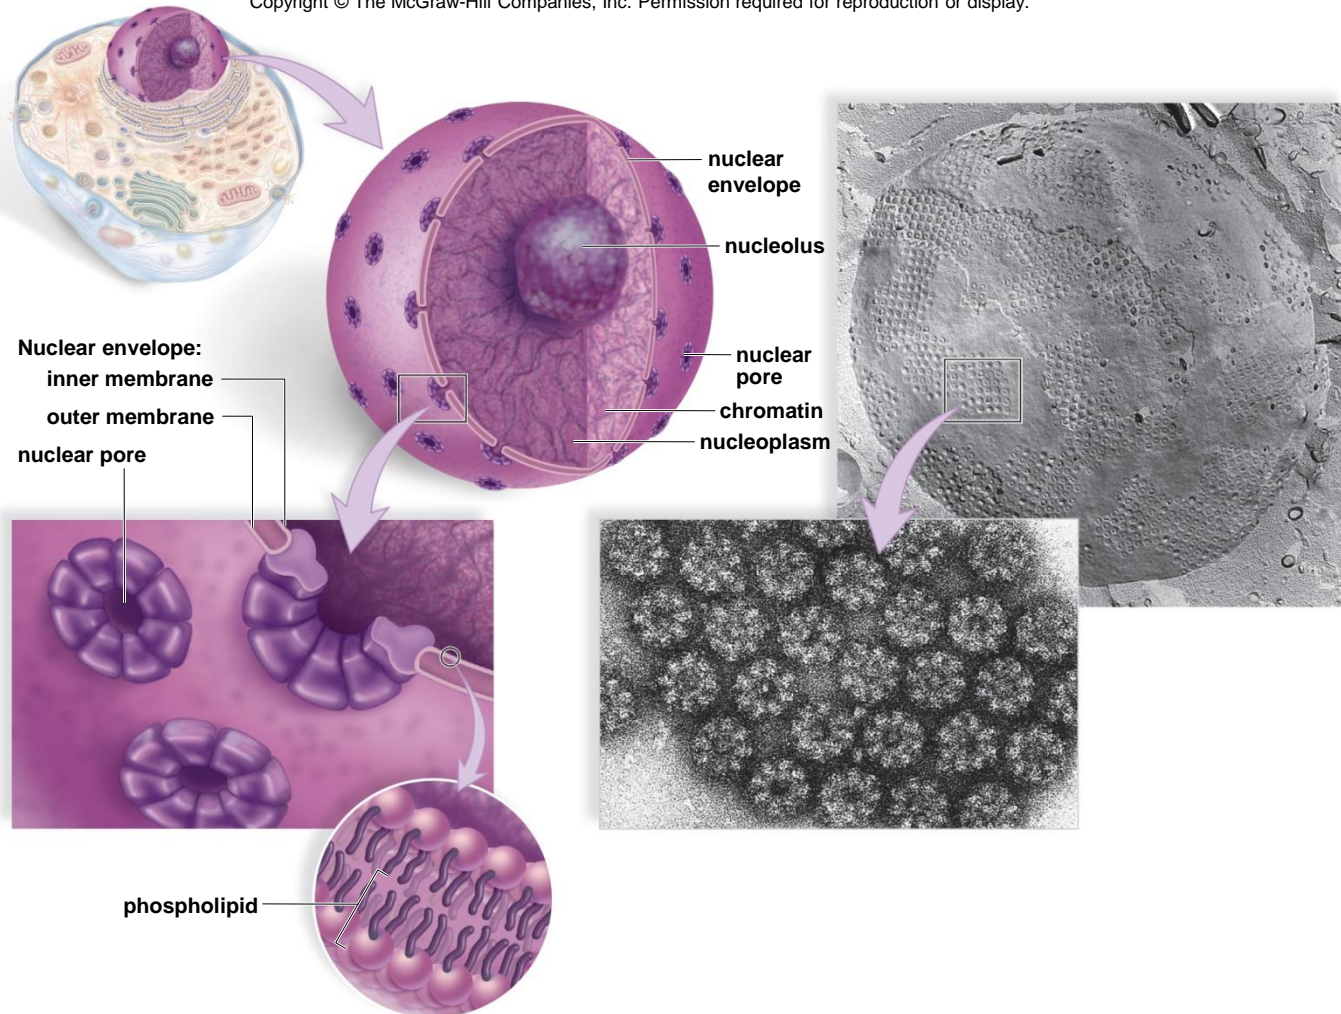 Copyright © The McGraw-Hill Companies, Inc. Permission required for reproduction or display.
nuclear
envelope
nucleolus
nuclear
pore
chromatin
nucleoplasm
Nuclear envelope:
inner membrane
outer membrane
nuclear pore
phospholipid